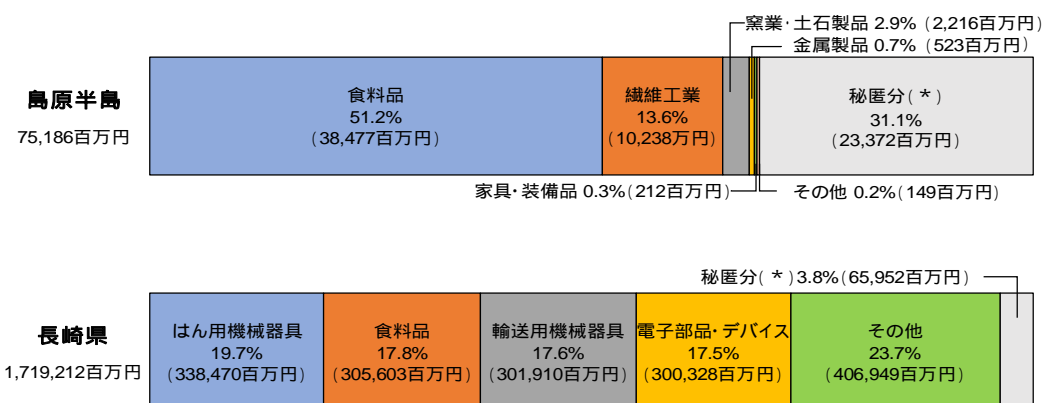 窯業・土石製品 2.9% (2,216百万円)
金属製品 0.7% (523百万円)
島原半島
75,186百万円
食料品
51.2%
(38,477百万円)
繊維工業
13.6%
(10,238万円)
秘匿分(*)
31.1%
(23,372百万円)
家具・装備品 0.3%(212百万円)
その他 0.2%(149百万円)
秘匿分(*)3.8%(65,952百万円)
長崎県
1,719,212百万円
はん用機械器具
19.7%
(338,470百万円)
食料品
17.8%
(305,603百万円)
輸送用機械器具
17.6%
(301,910百万円)
電子部品・デバイス
17.5%
(300,328百万円)
その他
23.7%
(406,949百万円)